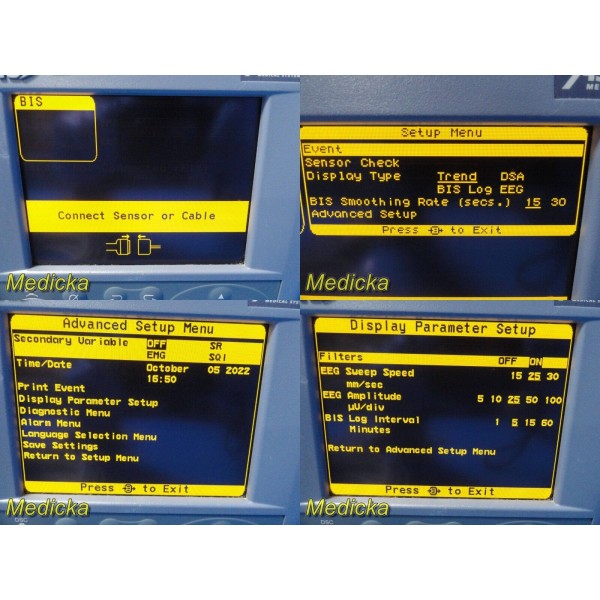 MEDICAL SYSTEMS
BIS
Connect Sensor or Cable
Medicka
Setup Menu
Event
Sensor Check
Display Type Trend DSA
BIS Log EEG
BIS Smoothing Rate (secs.) 15 30
Advanced Setup
Press to Exit
Medicka
Advanced Setup Menu
Secondary Variable OFF SR
EMG SQI
Time/Date October 05 2022
16:50
Print Event
Display Parameter Setup
Diagnostic Menu
Alarm Menu
Language Selection Menu
Save Settings
Return to Setup Menu
Press to Exit
Medicka
Display Parameter Setup
Filters OFF ON
EEG Sweep Speed 15 25 30
mm/sec
EEG Amplitude 5 10 25 50 100
µV/div
BIS Log Interval 1 5 15 60
Minutes
Return to Advanced Setup Menu
Press to Exit
Medicka